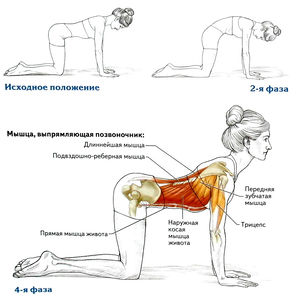 Исходное положение
2-я фаза
Мышца, выпрямляющая позвоночник:
Длиннейшая мышца
Подвздошно-реберная мышца
Передняя
зубчатая
мышца
Трицепс
Наружная
косая
мышца
живота
Прямая мышца живота
4-я фаза